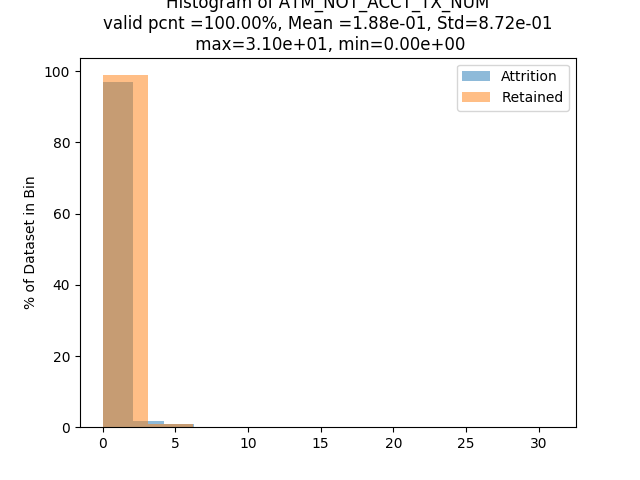 Histogram of ATM_NOT_ACCT_TX_NUM
valid pcnt =100.00%, Mean =1.88e-01, Std=8.72e-01
max=3.10e+01, min=0.00e+00
Attrition
Retained
% of Dataset in Bin
100
80
60
40
20
0
0 5 10 15 20 25 30